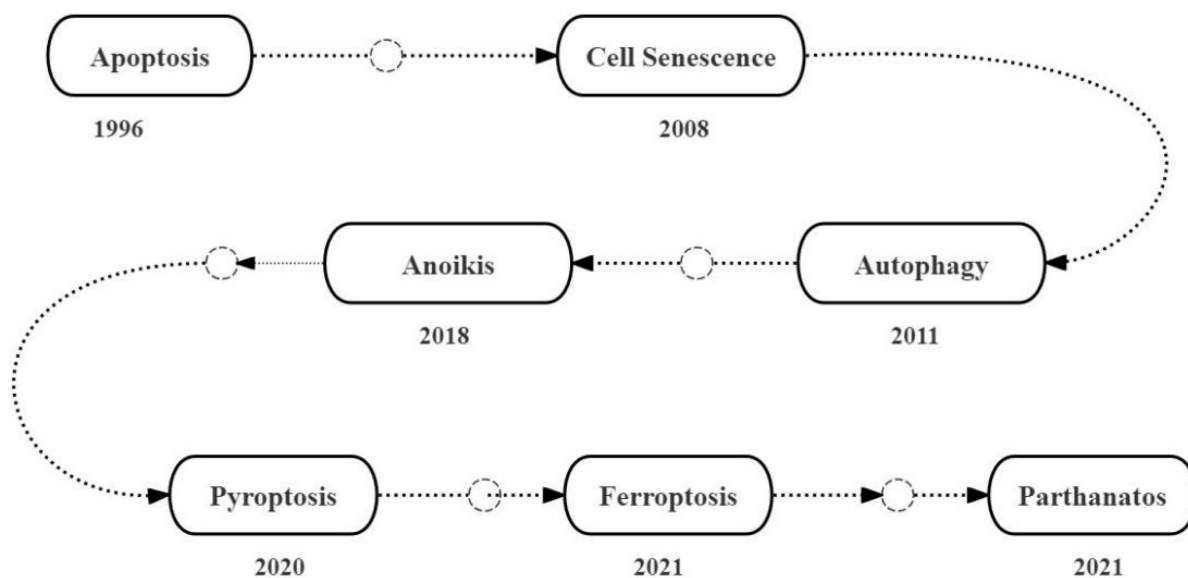 Apoptosis
1996
Cell Senescence
2008
Autophagy
2011
Anoikis
2018
Pyroptosis
2020
Ferroptosis
2021
Parthanatos
2021